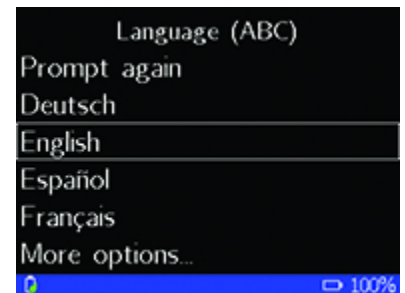 Language (ABC)
Prompt again
Deutsch
English
Español
Français
More options...
100%